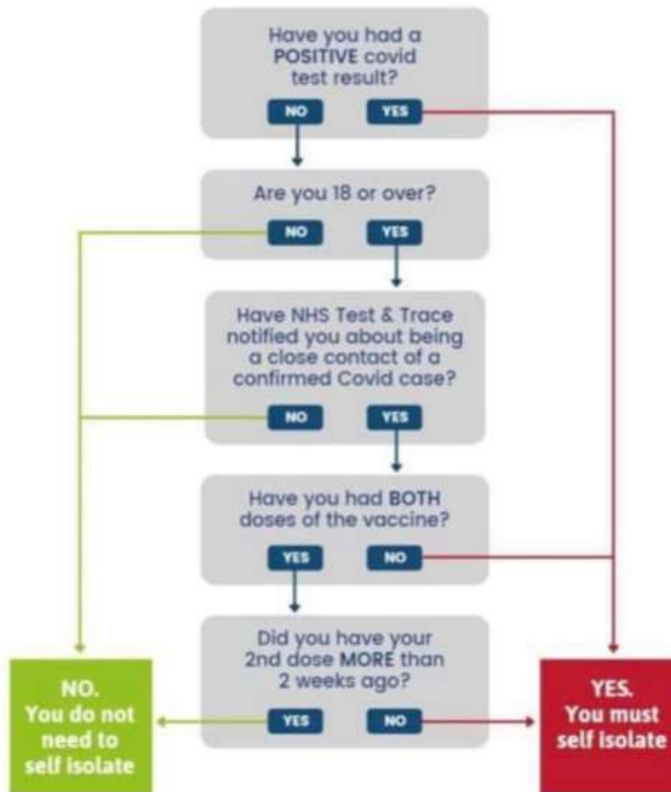 Have you had a
POSITIVE covid
test result?
NO YES
Are you 18 or over?
NO YES
Have NHS Test & Trace
notified you about being
a close contact of a
confirmed Covid case?
NO YES
Have you had BOTH
doses of the vaccine?
YES NO
Did you have your
2nd dose MORE than
2 weeks ago?
YES NO
NO.
You do not
need to
self isolate
YES.
You must
self isolate